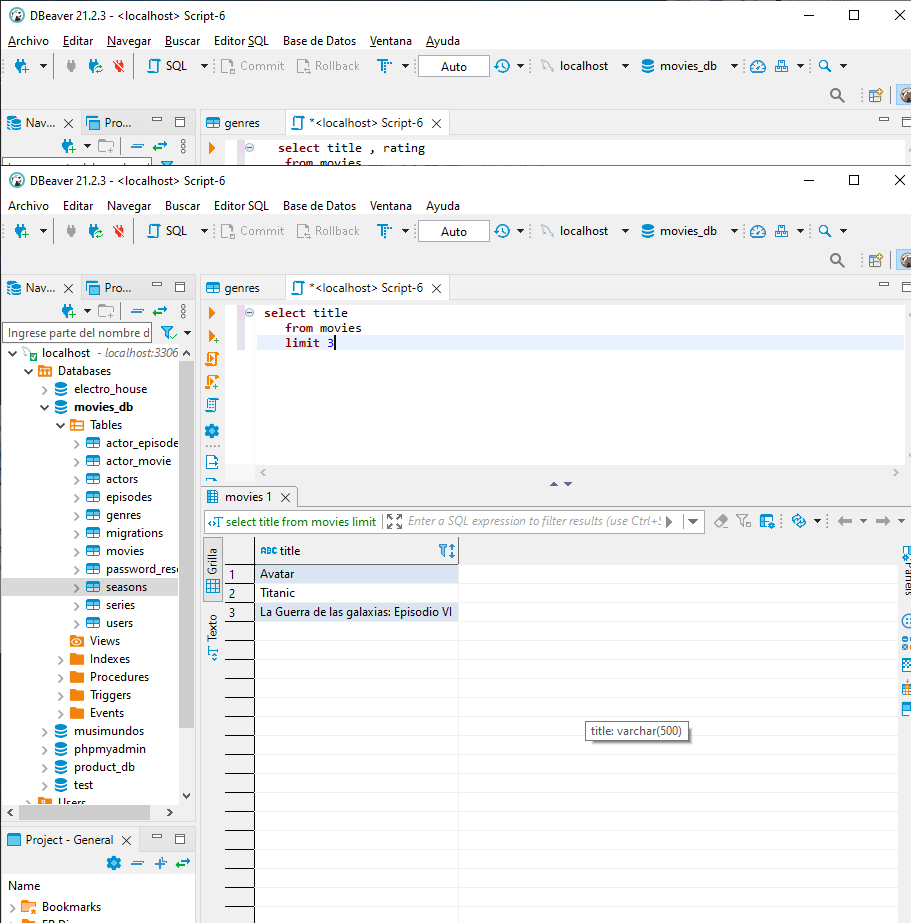 DBeaver 21.2.3 - <localhost> Script-6
Archivo Editar Navegar Buscar Editor SQL Base de Datos Ventana Ayuda
SQL Commit Rollback Auto localhost movies_db
Nav... Pro... genres *<localhost> Script-6
select title , rating
from movies
DBeaver 21.2.3 - <localhost> Script-6
Archivo Editar Navegar Buscar Editor SQL Base de Datos Ventana Ayuda
SQL Commit Rollback Auto localhost movies_db
Nav... Pro... genres *<localhost> Script-6
select title
from movies
limit 3
Ingrese parte del nombre d
localhost - localhost:3306
Databases
electro_house
movies_db
Tables
actor_episode
actor_movie
actors
episodes
genres
migrations
movies
password_rese
seasons
series
users
Views
Indexes
Procedures
Triggers
Events
musimundos
phpmyadmin
product_db
test
Users
movies 1
select title from movies limit Enter a SQL expression to filter results (use Ctrl+
Grilla
Texto
ABC title
1 Avatar
2 Titanic
3 La Guerra de las galaxias: Episodio VI
title: varchar(500)
Panels
Project - General
Name
Bookmarks